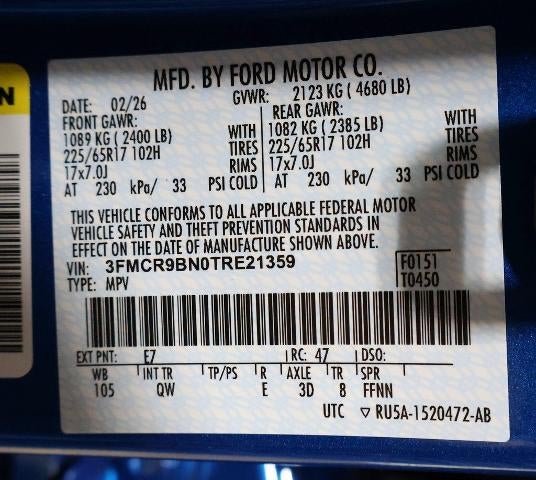 N
MFD. BY FORD MOTOR CO.
DATE: 02/26 GVWR: 2123 KG ( 4680 LB)
FRONT GAWR: REAR GAWR:
1089 KG ( 2400 LB) WITH 1082 KG ( 2385 LB) WITH
225/65R17 102H TIRES 225/65R17 102H TIRES
17x7.0J RIMS 17x7.0J RIMS
AT 230 kPa/ 33 PSI COLD AT 230 kPa/ 33 PSI COLD
THIS VEHICLE CONFORMS TO ALL APPLICABLE FEDERAL MOTOR
VEHICLE SAFETY AND THEFT PREVENTION STANDARDS IN
EFFECT ON THE DATE OF MANUFACTURE SHOWN ABOVE.
VIN: 3FMCR9BN0TRE21359 F0151
TYPE: MPV T0450
EXT PNT: E7 RC: 47 DSO:
WB INT TR TP/PS R AXLE TR SPR
105 QW E 3D 8 FFNN
UTC ▽ RU5A-1520472-AB